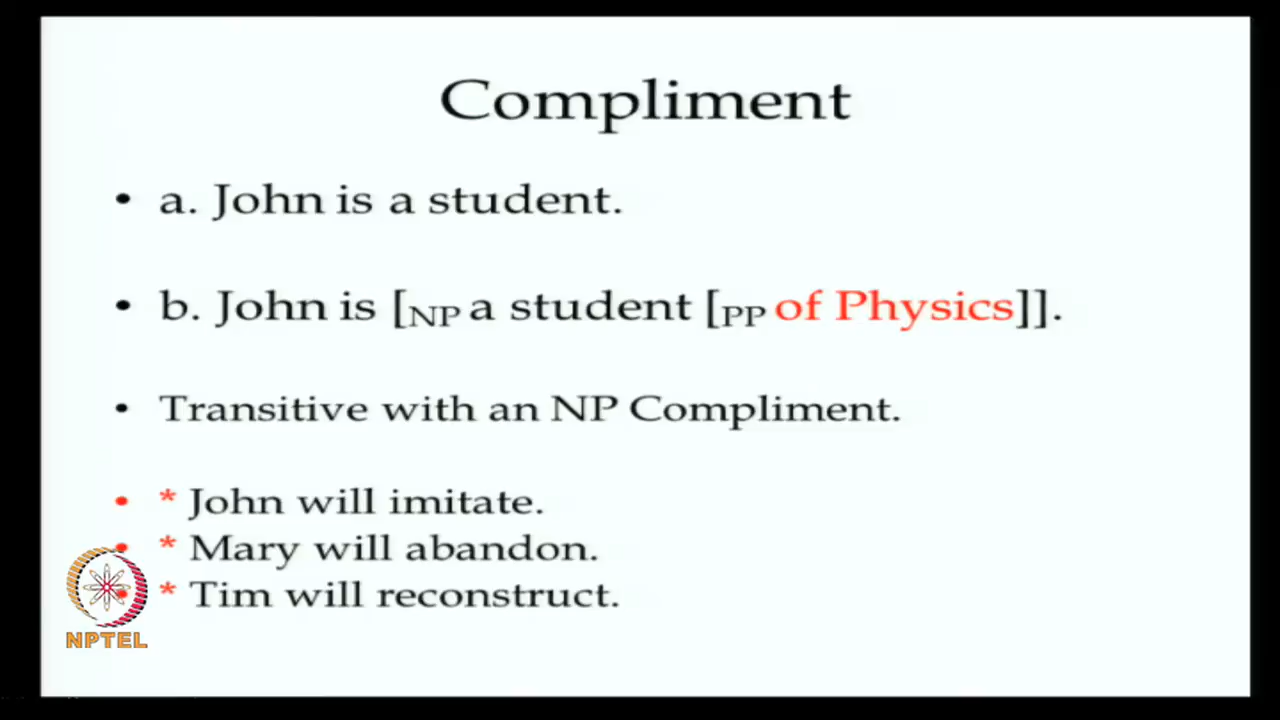 Compliment
• a. John is a student.
• b. John is [NP a student [PP of Physics]].
• Transitive with an NP Compliment.
• * John will imitate.
• * Mary will abandon.
• * Tim will reconstruct.
NPTEL